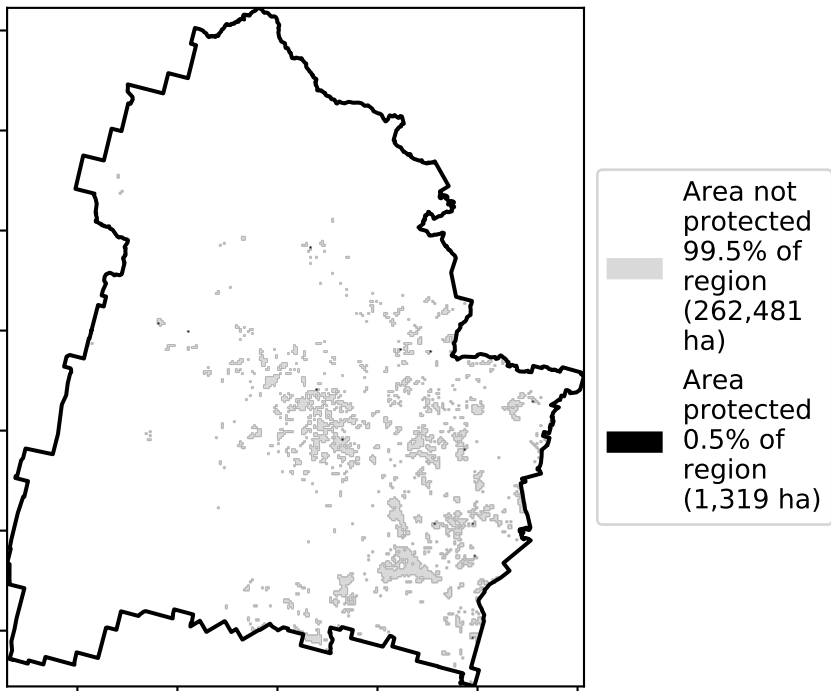 Area not
protected
99.5% of
region
(262,481
ha)
Area
protected
0.5% of
region
(1,319 ha)